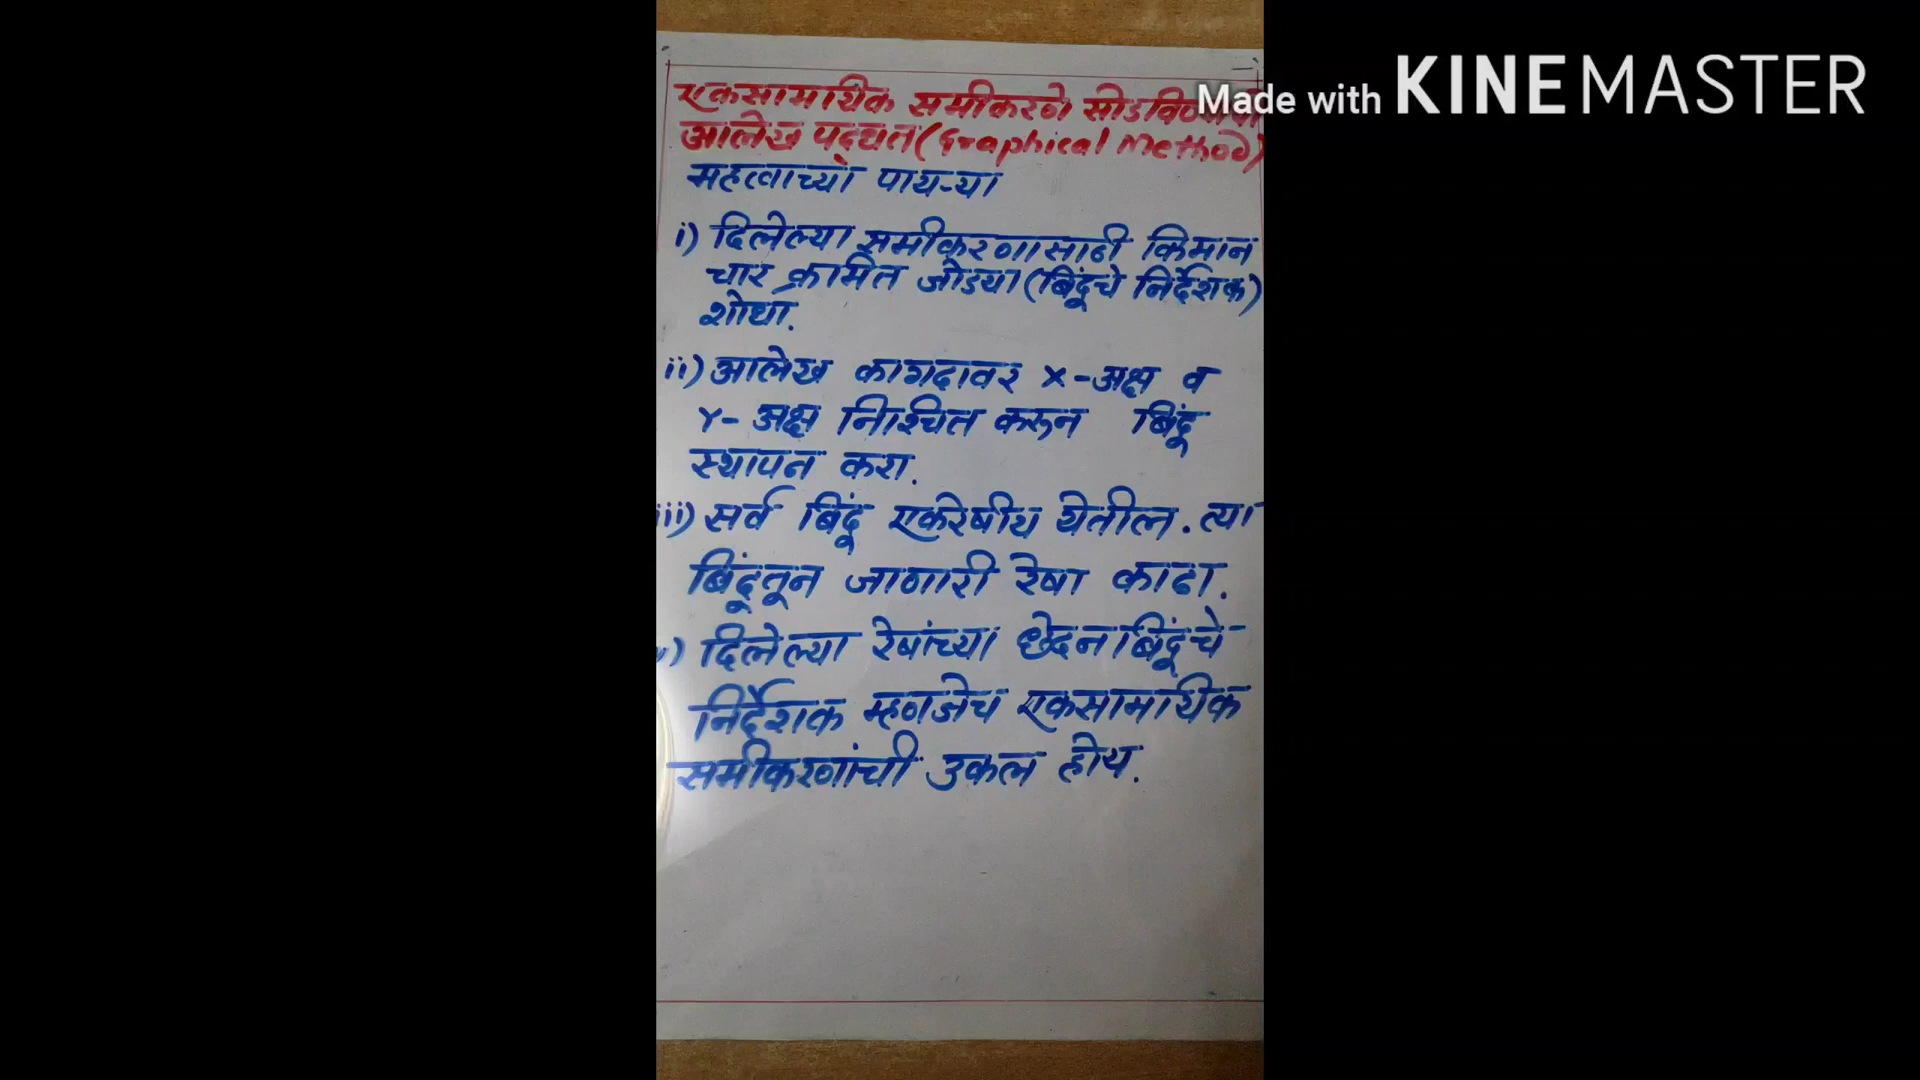 एकसामयिक समीकरणे सोडविण्याची
आलेख पद्धत (Graphical Method)
महत्वाच्या पायऱ्या
i) दिलेल्या समीकरणासाठी किमान
चार क्रमित जोड्या (बिंदूचे निर्देशक)
शोधा.
ii) आलेख कागदावर X-अक्ष व
Y- अक्ष निश्चित करून बिंदू
स्थापन करा.
iii) सर्व बिंदू एकरेषीय येतील. त्या
बिंदूतून जाणारी रेषा काढा.
v) दिलेल्या रेषांच्या छेदनबिंदूंचे
निर्देशक म्हणजेच एकसामायिक
समीकरणांची उकल होय.
Made with KINEMASTER